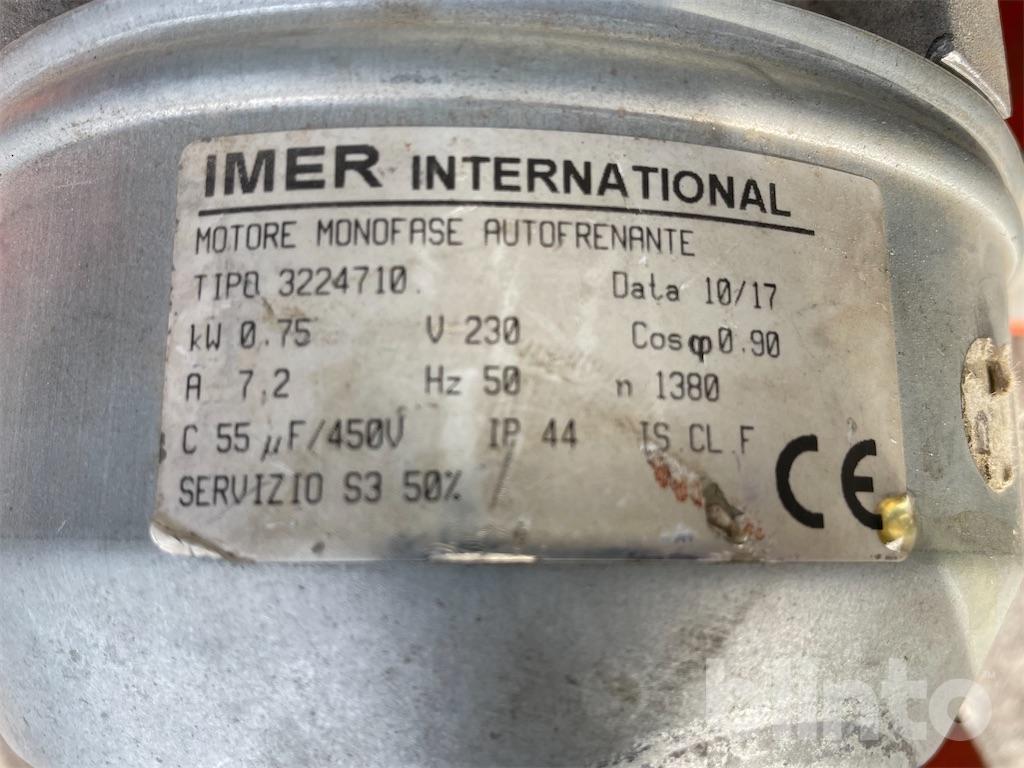 IMER INTERNATIONAL
MOTORE MONOFASE AUTOFRENANTE
TIPO 3224710. Data 10/17
kW 0.75 V 230 Cosφ0.90
A 7,2 Hz 50 n 1380
C 55 µF/450V IP 44 IS CL F
SERVIZIO S3 50% CE
blinto